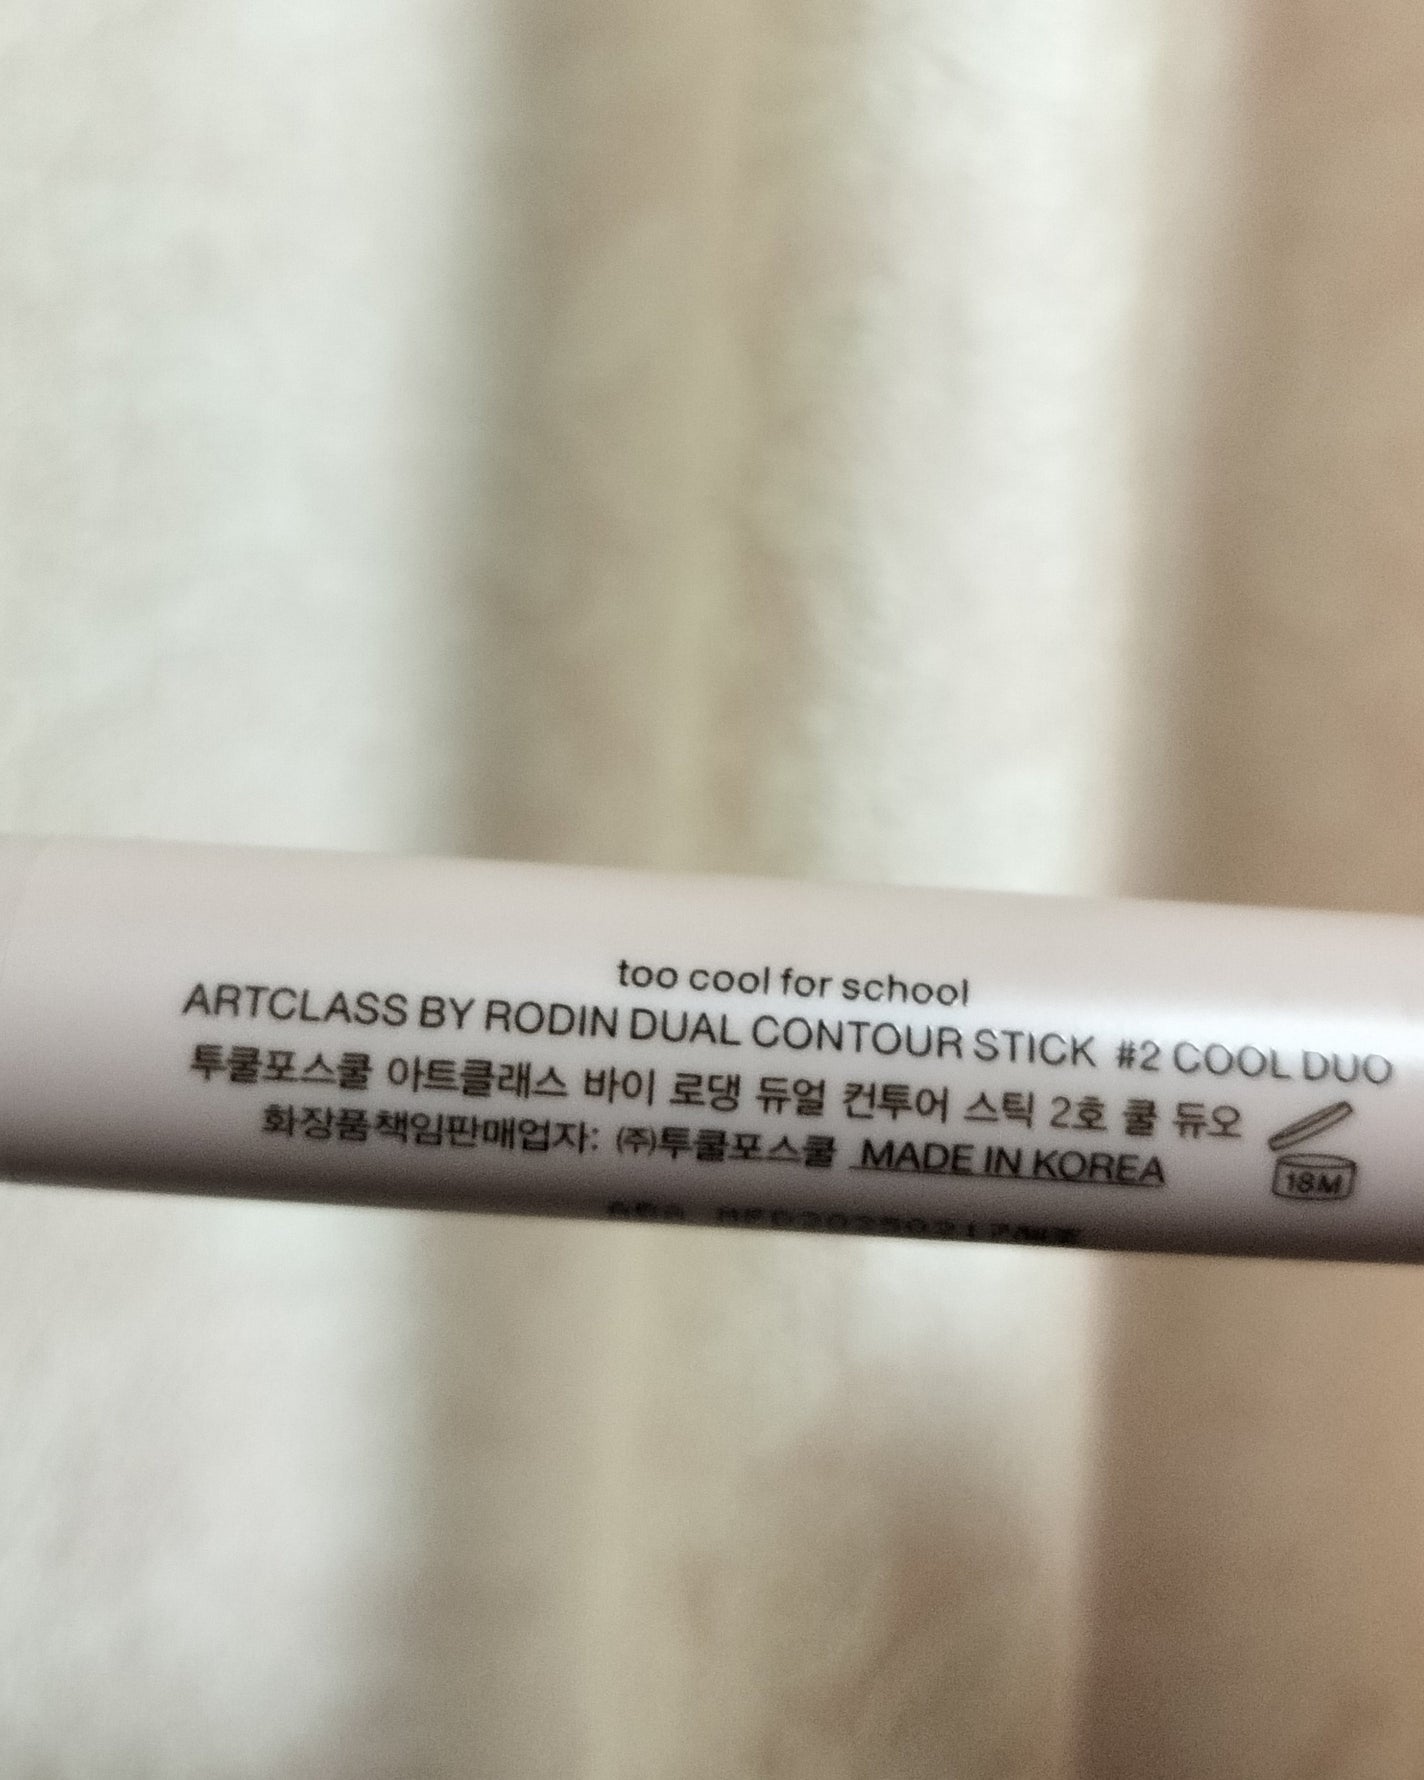 too cool for school
ARTCLASS BY RODIN DUAL CONTOUR STICK #2 COOL DUO
투쿨포스쿨 아트클래스 바이 로댕 듀얼 컨투어 스틱 2호 쿨 듀오
화장품책임판매업자: ㈜투쿨포스쿨 MADE IN KOREA
18M